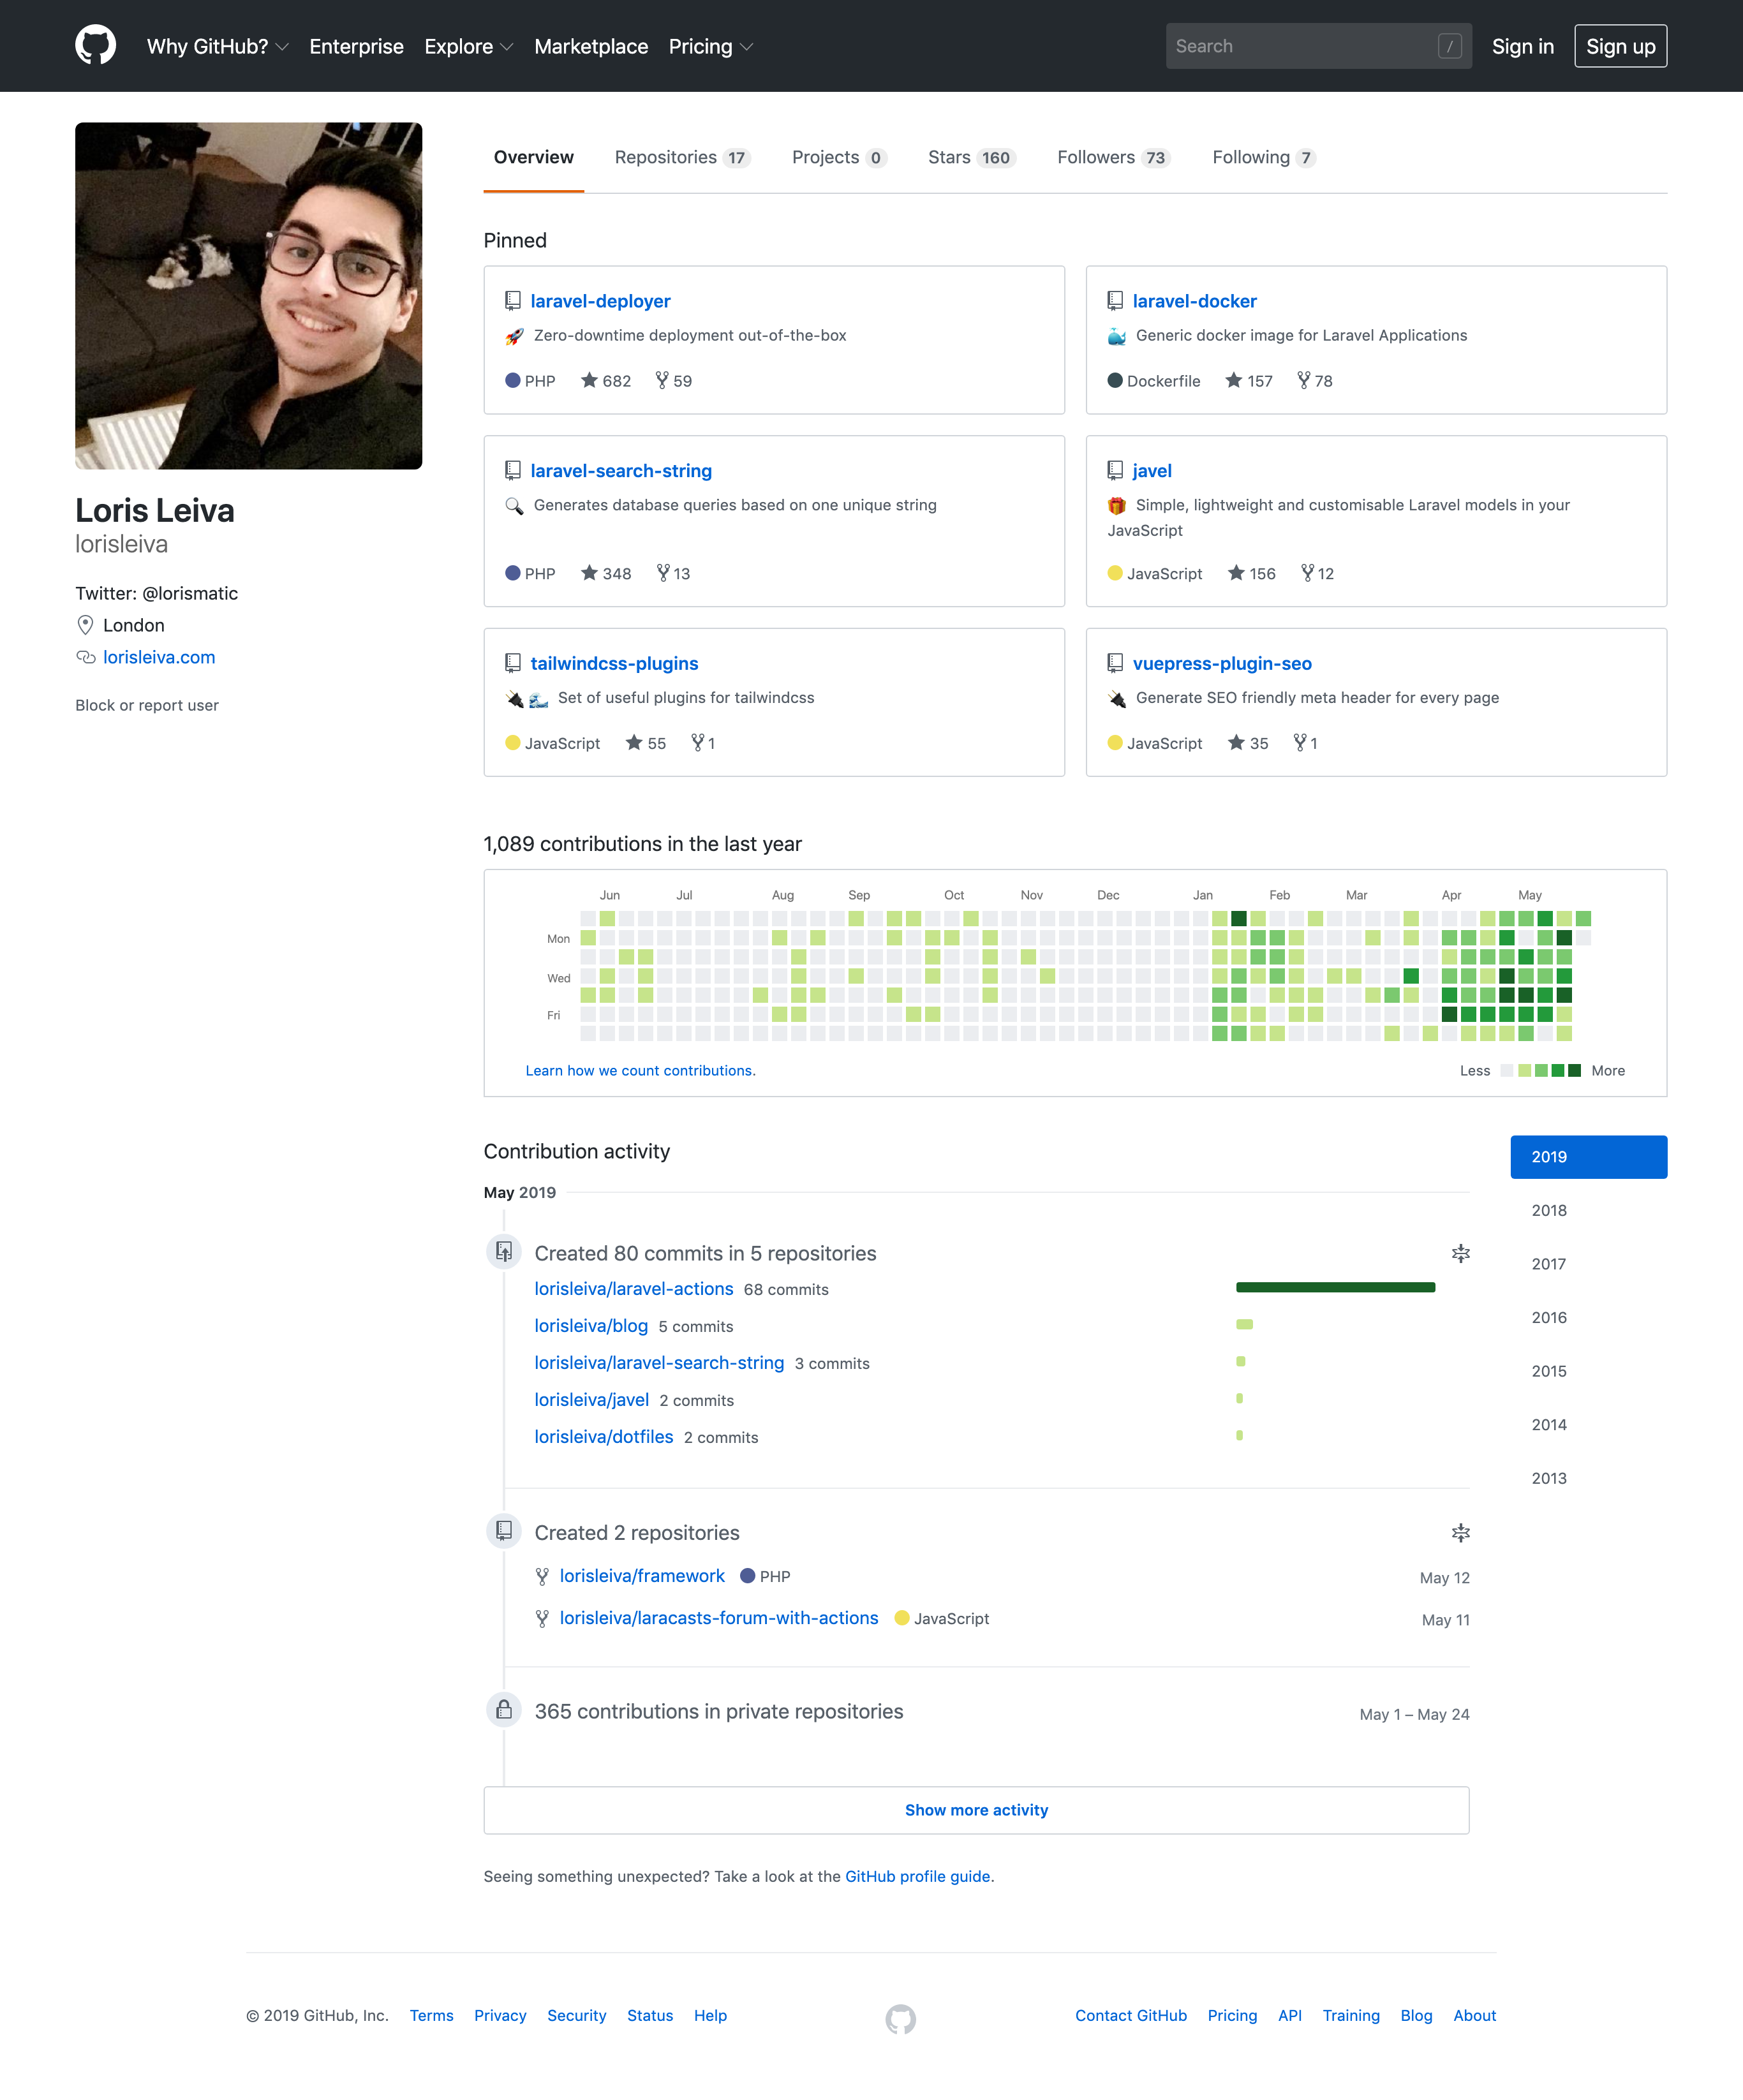 Why GitHub? Enterprise Explore Marketplace Pricing Search / Sign in Sign up
Overview Repositories 17 Projects 0 Stars 160 Followers 73 Following 7
Loris Leiva
lorisleiva
Twitter: @lorismatic
London
lorisleiva.com
Block or report user
Pinned
laravel-deployer
Zero-downtime deployment out-of-the-box
PHP 682 59
laravel-docker
Generic docker image for Laravel Applications
Dockerfile 157 78
laravel-search-string
Generates database queries based on one unique string
PHP 348 13
javel
Simple, lightweight and customisable Laravel models in your
JavaScript
JavaScript 156 12
tailwindcss-plugins
Set of useful plugins for tailwindcss
JavaScript 55 1
vuepress-plugin-seo
Generate SEO friendly meta header for every page
JavaScript 35 1
1,089 contributions in the last year
Jun Jul Aug Sep Oct Nov Dec Jan Feb Mar Apr May
Mon
Wed
Fri
Learn how we count contributions. Less More
Contribution activity
May 2019
Created 80 commits in 5 repositories
lorisleiva/laravel-actions 68 commits
lorisleiva/blog 5 commits
lorisleiva/laravel-search-string 3 commits
lorisleiva/javel 2 commits
lorisleiva/dotfiles 2 commits
Created 2 repositories
lorisleiva/framework PHP May 12
lorisleiva/laracasts-forum-with-actions JavaScript May 11
365 contributions in private repositories May 1 – May 24
Show more activity
Seeing something unexpected? Take a look at the GitHub profile guide.
2019
2018
2017
2016
2015
2014
2013
© 2019 GitHub, Inc. Terms Privacy Security Status Help Contact GitHub Pricing API Training Blog About